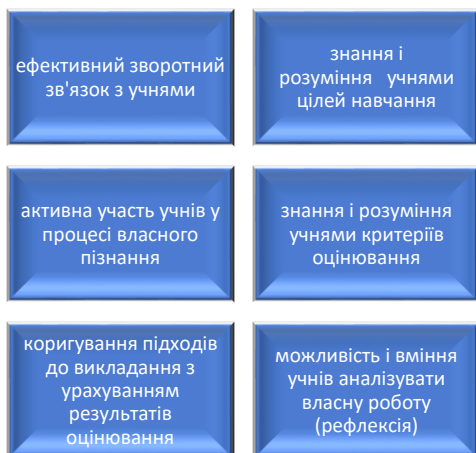 ефективний зворотний
зв'язок з учнями
знання і
розуміння учнями
цілей навчання
активна участь учнів у
процесі власного
пізнання
знання і розуміння
учнями критеріїв
оцінювання
коригування підходів
до викладання з
урахуванням
результатів
оцінювання
можливість і вміння
учнів аналізувати
власну роботу
(рефлексія)